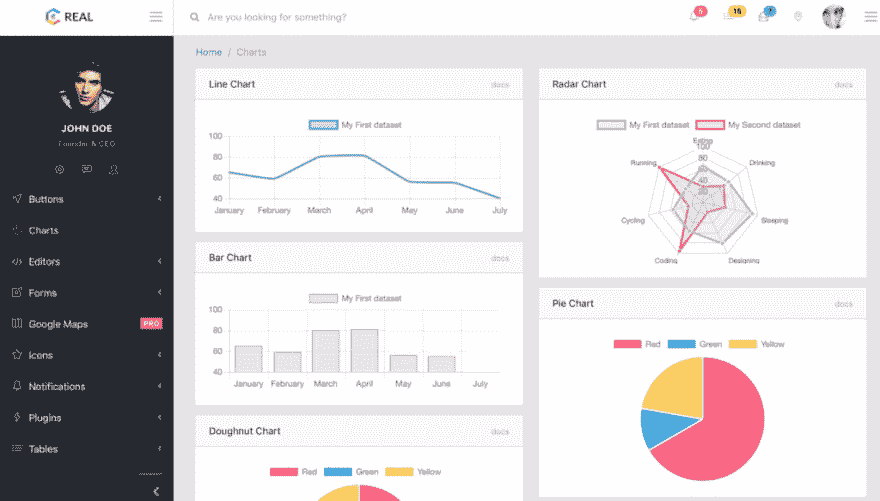 REAL
Are you looking for something?
6
16
JOHN DOE
Founder & CEO
Buttons
Charts
Editors
Forms
Google Maps PRO
Icons
Notifications
Plugins
Tables
Home / Charts
Line Chart docs
My First dataset
100
80
60
40
January February March April May June July
Bar Chart docs
My First dataset
100
80
60
40
January February March April May June July
Doughnut Chart docs
Red Green Yellow
Radar Chart docs
My First dataset My Second dataset
Eating
100
80
60
40
Running Drinking
Cycling Sleeping
Coding Designing
Pie Chart docs
Red Green Yellow